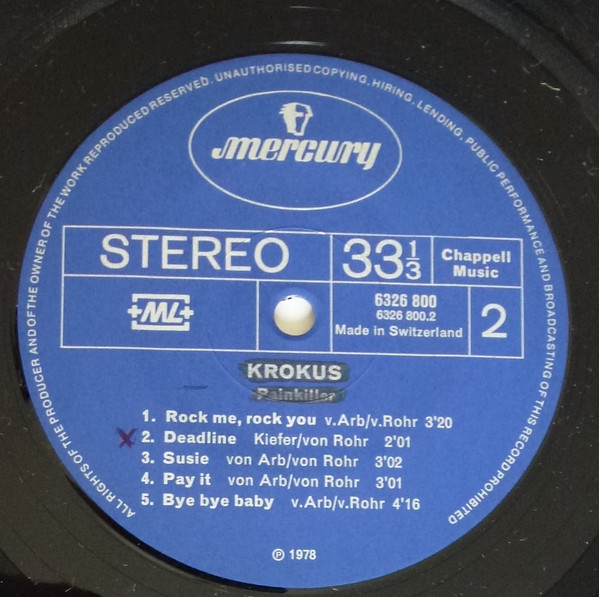 ALL RIGHTS OF THE PRODUCER AND OF THE OWNER OF THE WORK REPRODUCED RESERVED. UNAUTHORISED COPYING, HIRING, LENDING, PUBLIC PERFORMANCE AND BROADCASTING OF THIS RECORD PROHIBITED
mercury
STEREO
33 1/3
Chappell
Music
+ML+
6326 800
6326 800.2
Made in Switzerland
2
KROKUS
Painkiller
1. Rock me, rock you v.Arb/v.Rohr 3'20
X 2. Deadline Kiefer/von Rohr 2'01
3. Susie von Arb/von Rohr 3'02
4. Pay it von Arb/von Rohr 3'01
5. Bye bye baby v.Arb/v.Rohr 4'16
℗ 1978